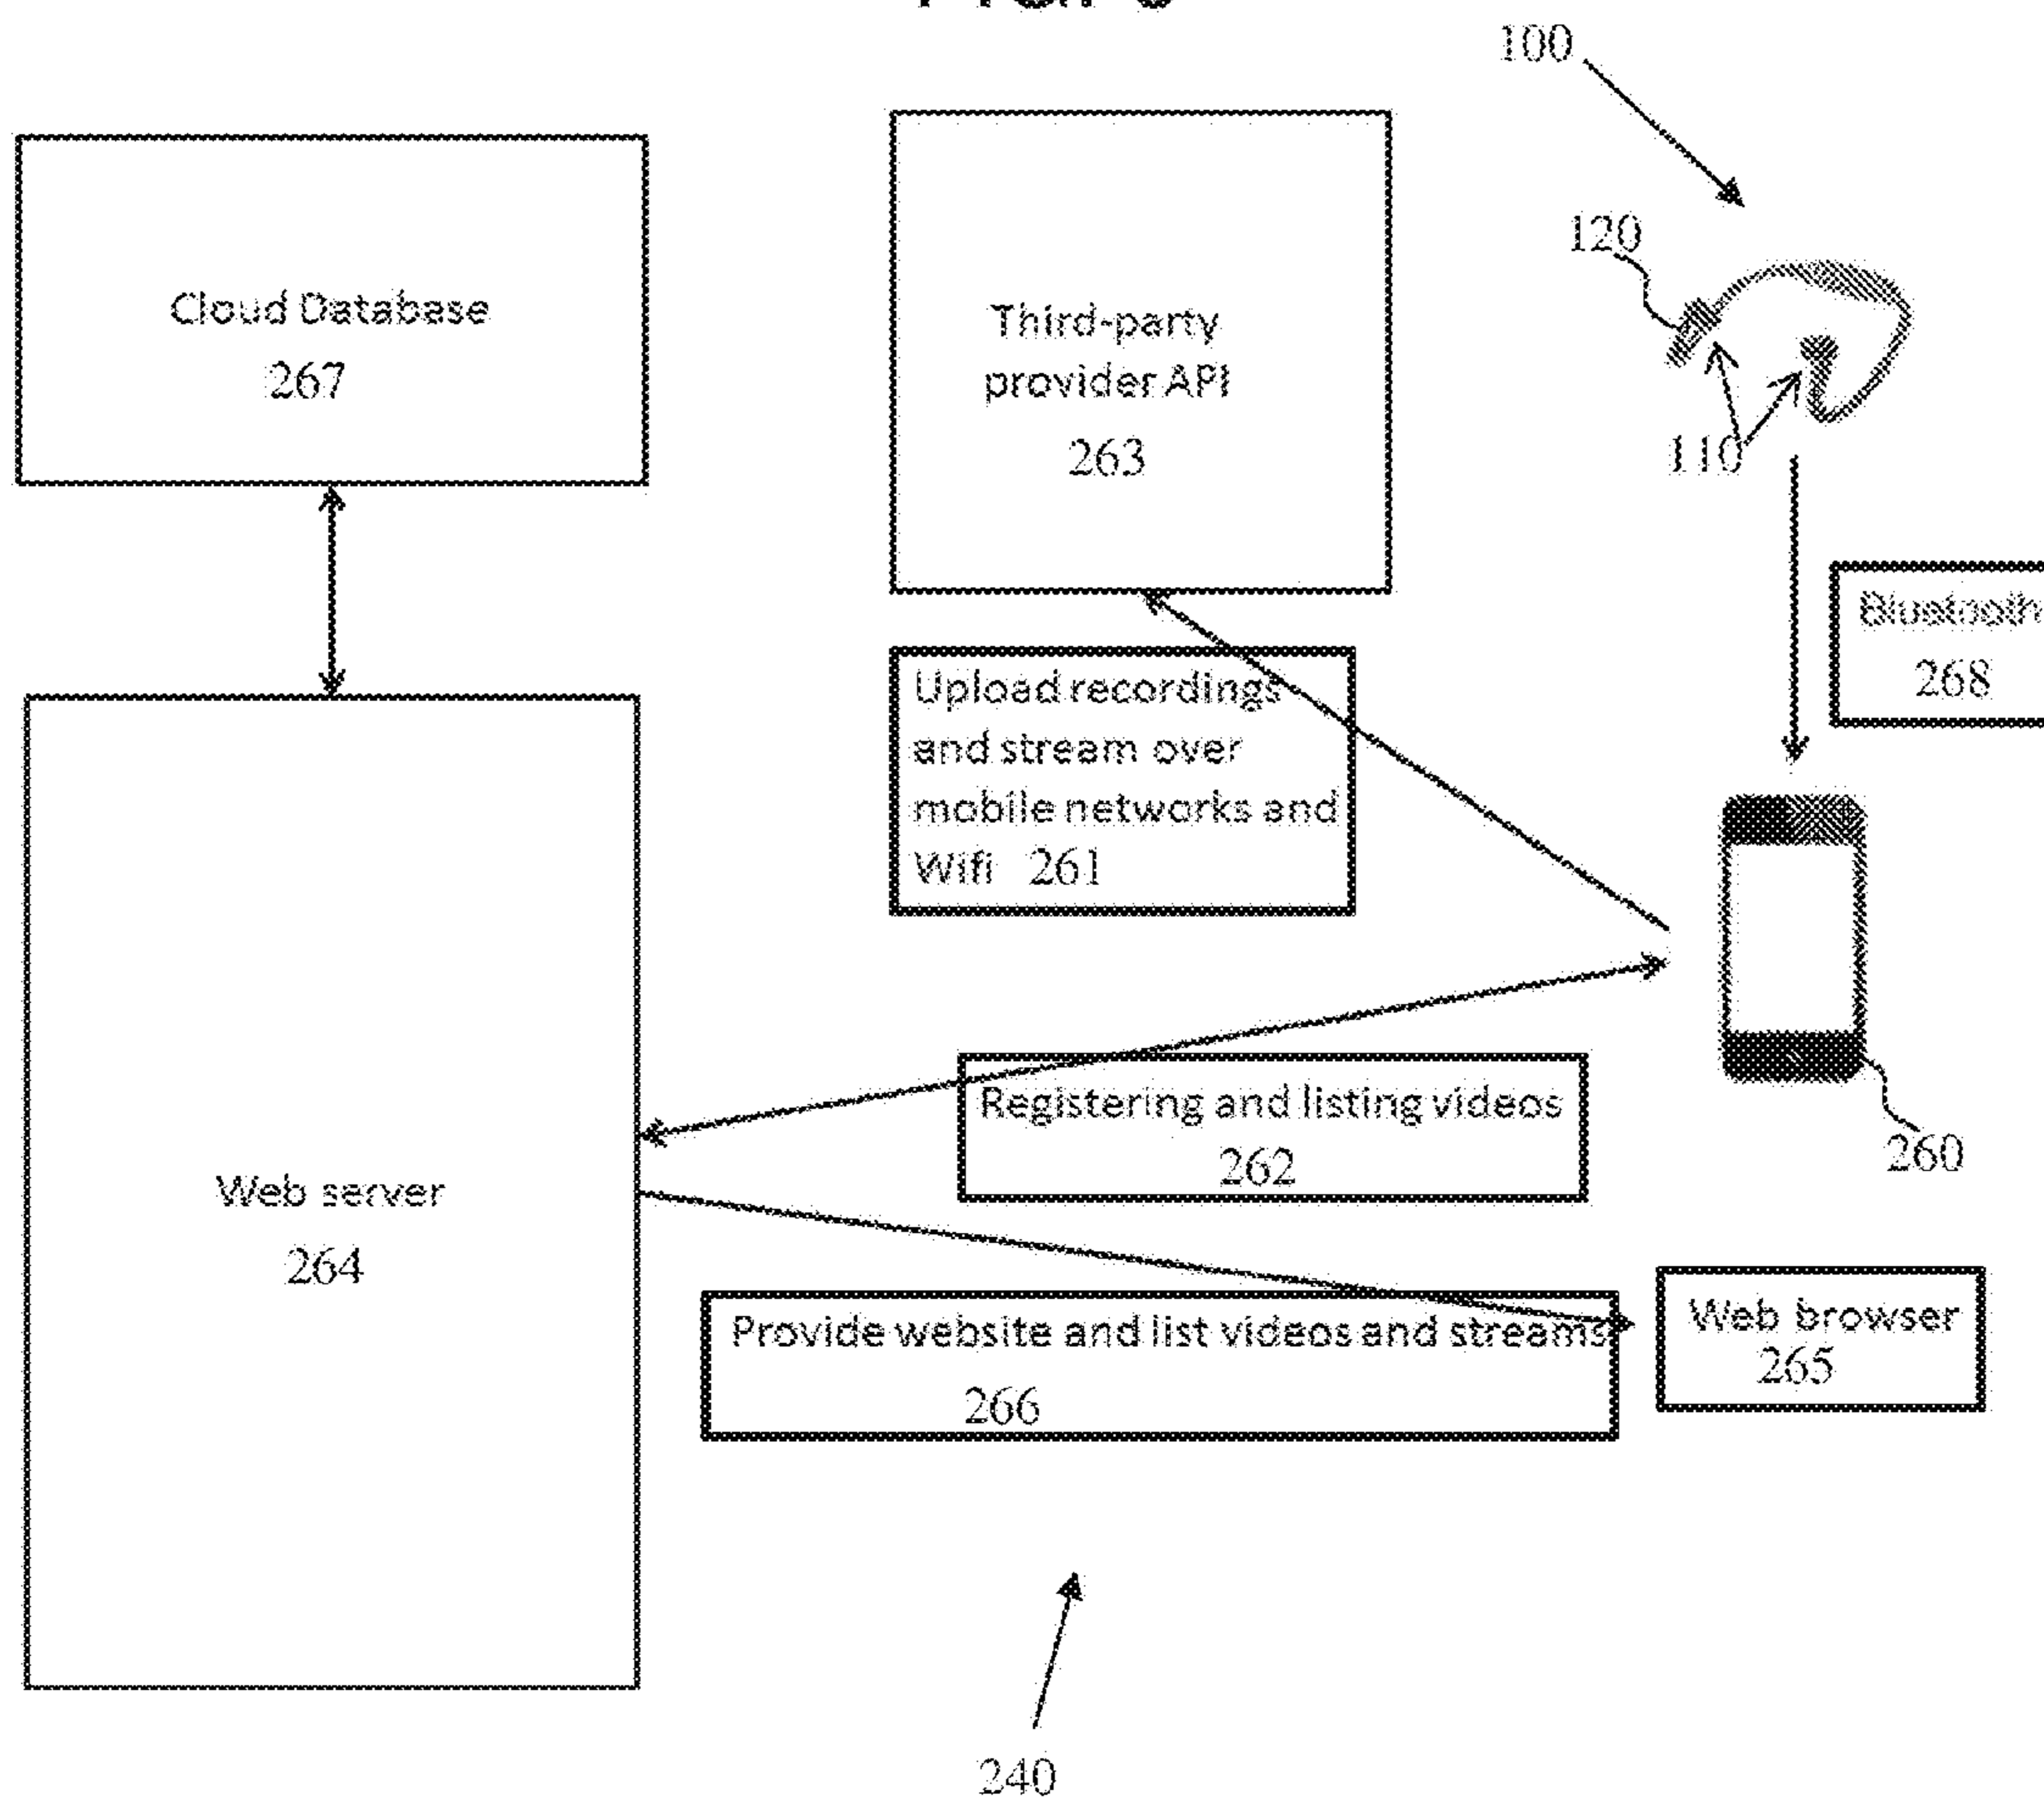 100
120
110
Cloud Database
267
Third-party
provider API
263
Bluetooth
268
Upload recordings
and stream over
mobile networks and
Wifi 261
Registering and listing videos
262
260
Web server
264
Provide website and list videos and streams
266
Web browser
265
240